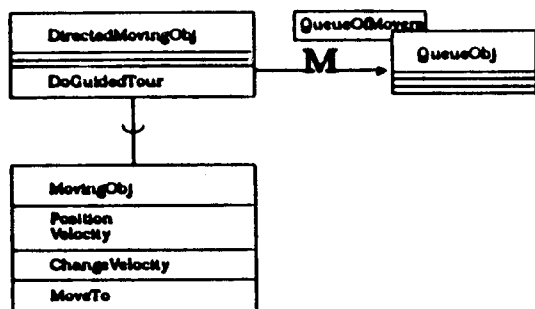 DirectedMovingObj
DoGuidedTour
QueueOfMovers
M
QueueObj
MovingObj
Position
Velocity
ChangeVelocity
MoveTo